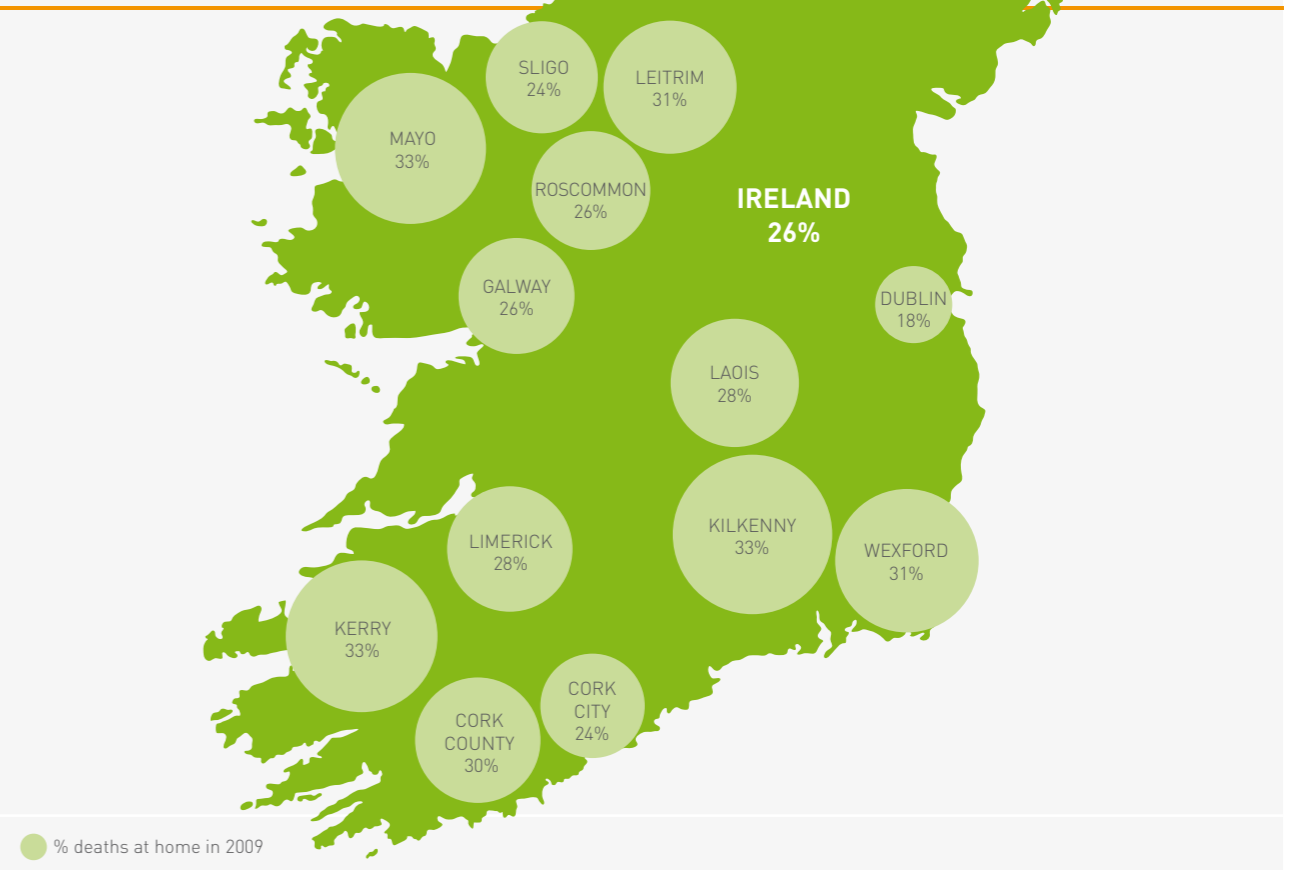 SLIGO
24%
LEITRIM
31%
MAYO
33%
ROSCOMMON
26%
IRELAND
26%
GALWAY
26%
DUBLIN
18%
LAOIS
28%
KILKENNY
33%
LIMERICK
28%
WEXFORD
31%
KERRY
33%
CORK
CITY
24%
CORK
COUNTY
30%
% deaths at home in 2009